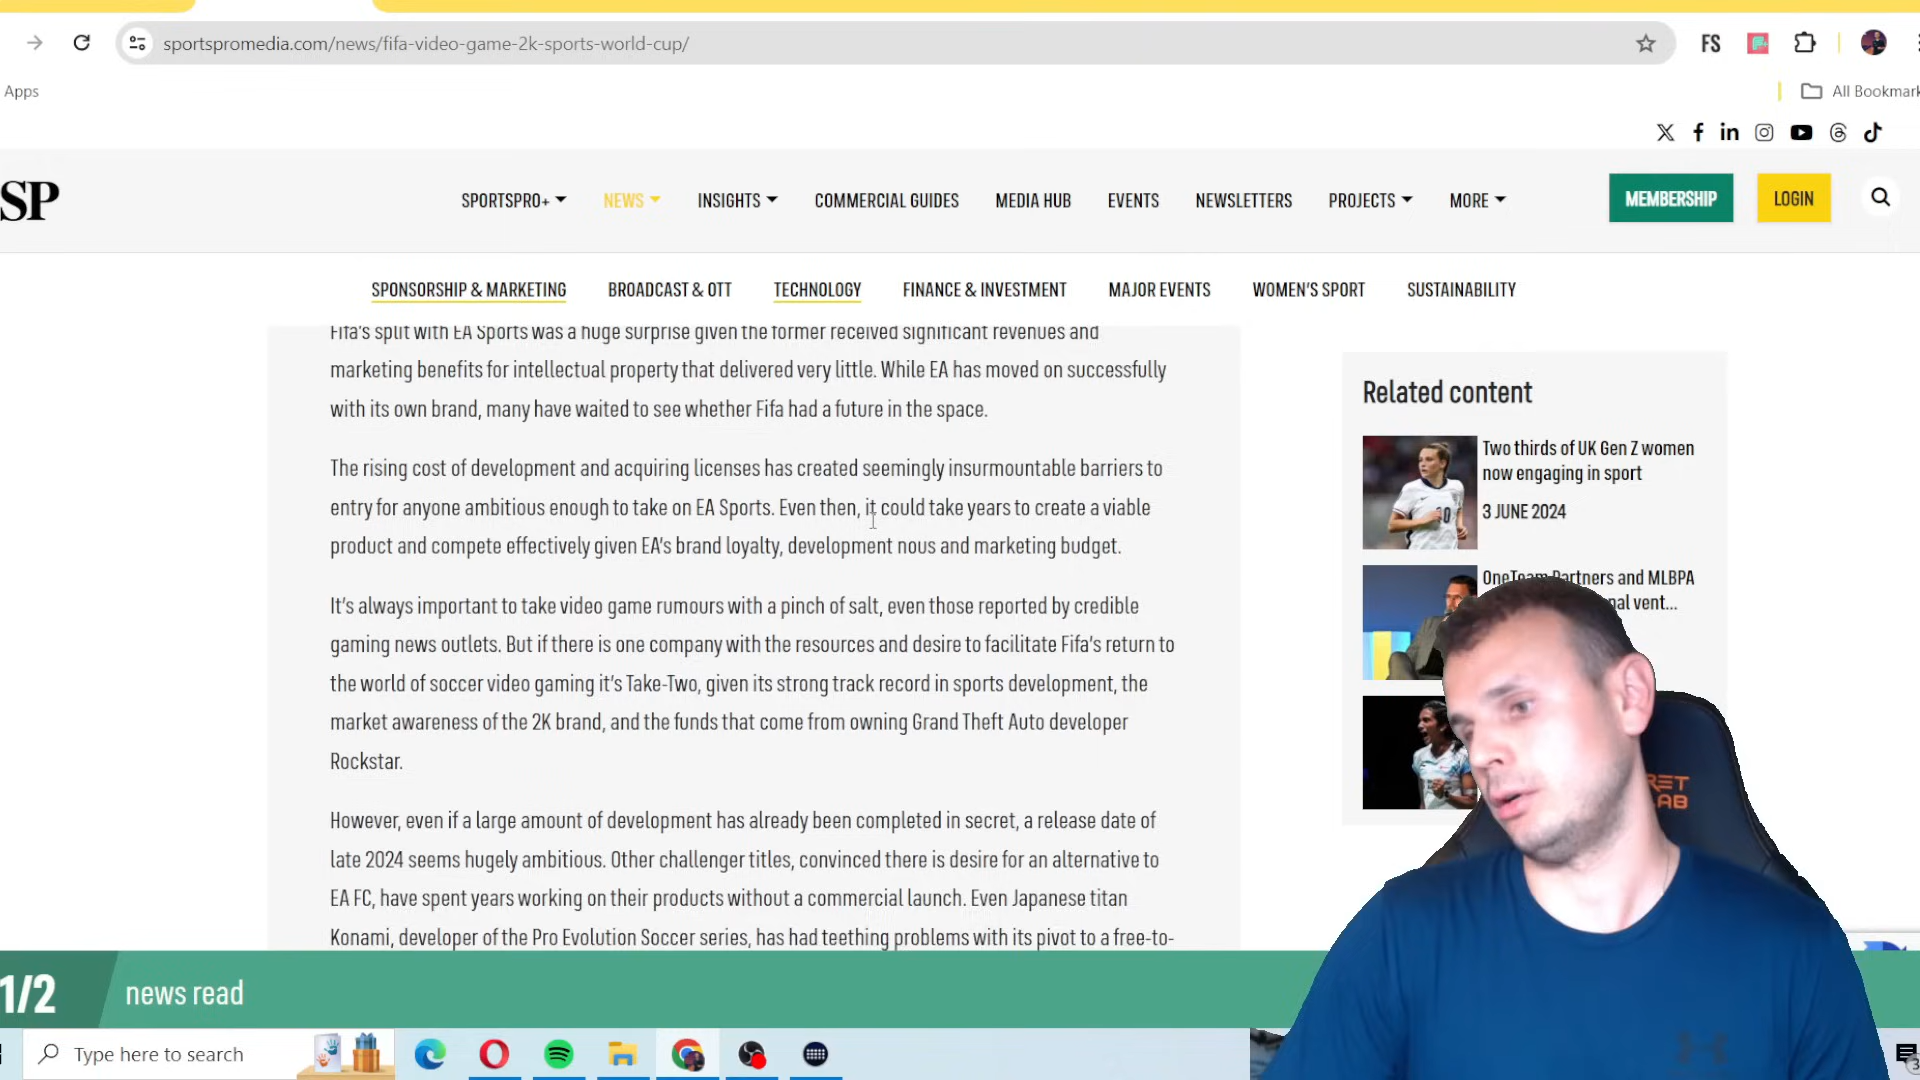 sportspromedia.com/news/fifa-video-game-2k-sports-world-cup/
FS
Apps
All Bookmark
SP
SPORTSPRO+
NEWS
INSIGHTS
COMMERCIAL GUIDES
MEDIA HUB
EVENTS
NEWSLETTERS
PROJECTS
MORE
MEMBERSHIP
LOGIN
SPONSORSHIP & MARKETING
BROADCAST & OTT
TECHNOLOGY
FINANCE & INVESTMENT
MAJOR EVENTS
WOMEN'S SPORT
SUSTAINABILITY
Fifa's split with EA Sports was a huge surprise given the former received significant revenues and
marketing benefits for intellectual property that delivered very little. While EA has moved on successfully
with its own brand, many have waited to see whether Fifa had a future in the space.
The rising cost of development and acquiring licenses has created seemingly insurmountable barriers to
entry for anyone ambitious enough to take on EA Sports. Even then, it could take years to create a viable
product and compete effectively given EA's brand loyalty, development nous and marketing budget.
It's always important to take video game rumours with a pinch of salt, even those reported by credible
gaming news outlets. But if there is one company with the resources and desire to facilitate Fifa's return to
the world of soccer video gaming it's Take-Two, given its strong track record in sports development, the
market awareness of the 2K brand, and the funds that come from owning Grand Theft Auto developer
Rockstar.
However, even if a large amount of development has already been completed in secret, a release date of
late 2024 seems hugely ambitious. Other challenger titles, convinced there is desire for an alternative to
EA FC, have spent years working on their products without a commercial launch. Even Japanese titan
Konami, developer of the Pro Evolution Soccer series, has had teething problems with its pivot to a free-to-
Related content
Two thirds of UK Gen Z women
now engaging in sport
3 JUNE 2024
OneTeam Partners and MLBPA
nal vent...
RET
AB
1/2
news read
Type here to search
3